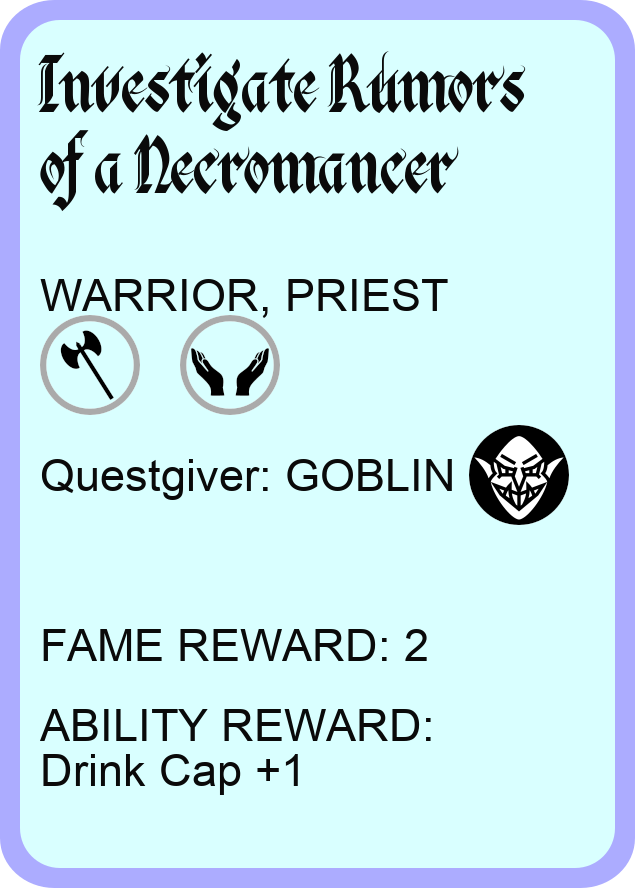 Investigate Rumors
of a Necromancer
WARRIOR, PRIEST
Questgiver: GOBLIN
FAME REWARD: 2
ABILITY REWARD:
Drink Cap +1